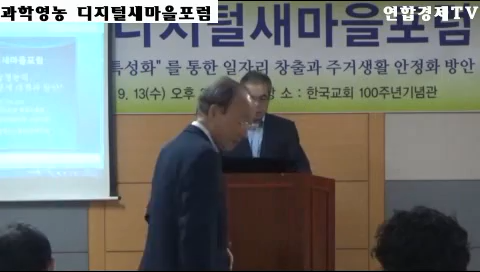 과학영농 디지털새마을포럼
연합경제TV
디지털새마을포럼
특성화" 를 통한 일자리 창출과 주거생활 안정화 방안
9. 13(수) 오후
소 : 한국교회 100주년기념관
새마을포럼